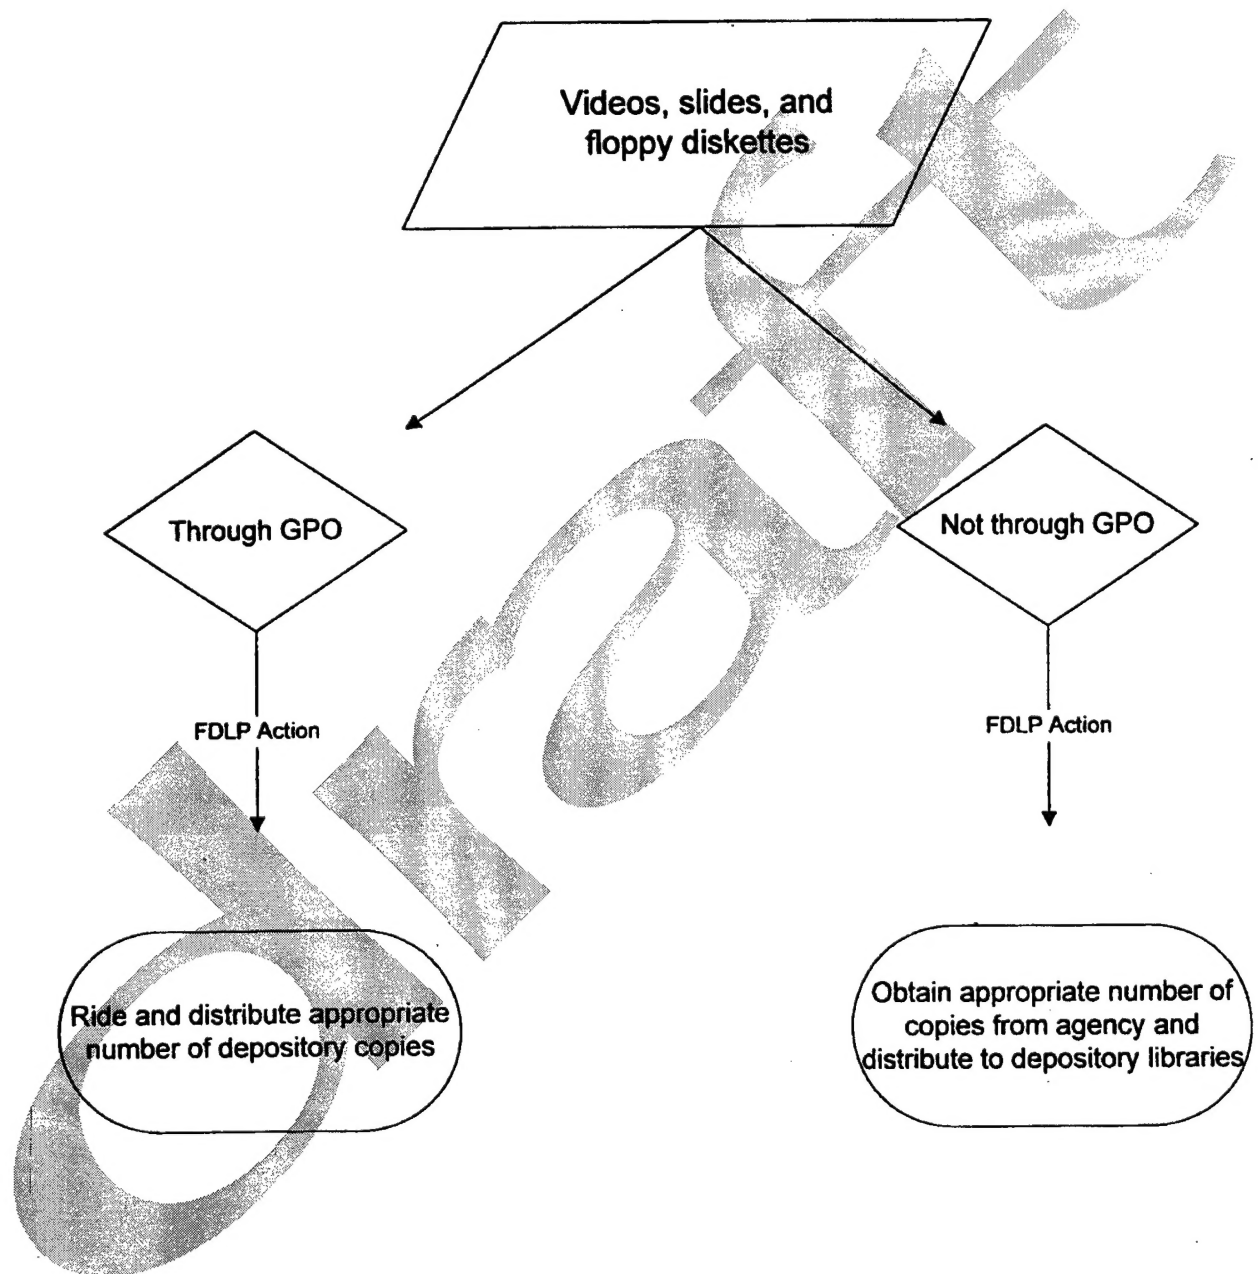 Videos, slides, and
floppy diskettes
Through GPO
Not through GPO
FDLP Action
FDLP Action
Ride and distribute appropriate
number of depository copies
Obtain appropriate number of
copies from agency and
distribute to depository libraries
Draft